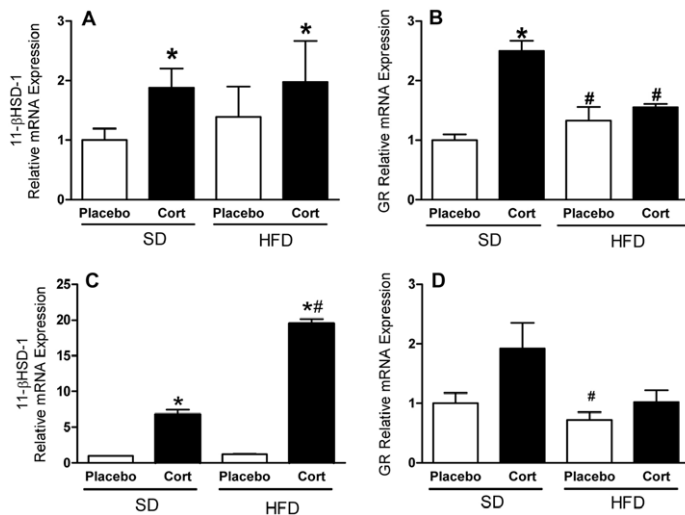 A
11-βHSD-1
Relative mRNA Expression
3
2
1
0
*
*
Placebo Cort Placebo Cort
SD HFD
B
GR Relative mRNA Expression
3
2
1
0
*
#
#
Placebo Cort Placebo Cort
SD HFD
C
11-βHSD-1
Relative mRNA Expression
25
20
15
10
5
0
*
*#
Placebo Cort Placebo Cort
SD HFD
D
GR Relative mRNA Expression
3
2
1
0
#
Placebo Cort Placebo Cort
SD HFD